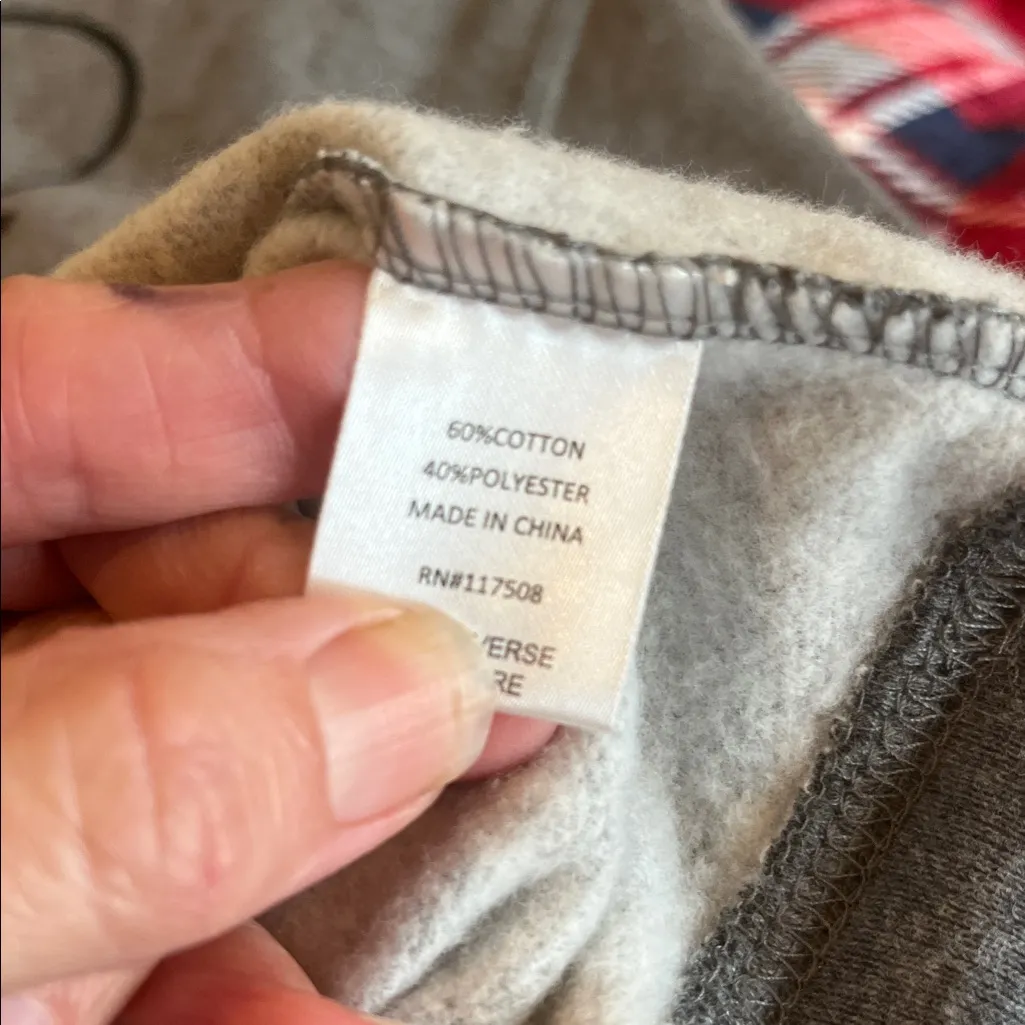 60%COTTON
40%POLYESTER
MADE IN CHINA
RN#117508